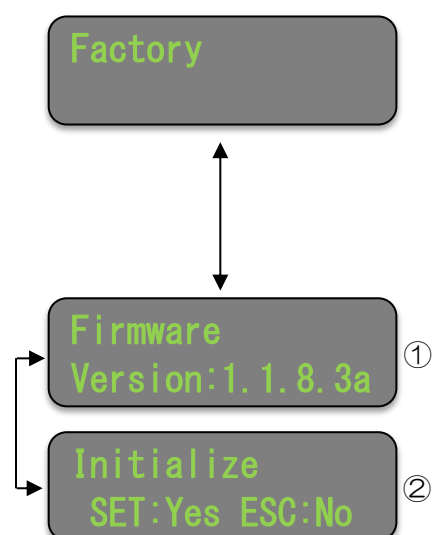 Factory
Firmware
Version:1.1.8.3a
①
Initialize
SET:Yes ESC:No
②